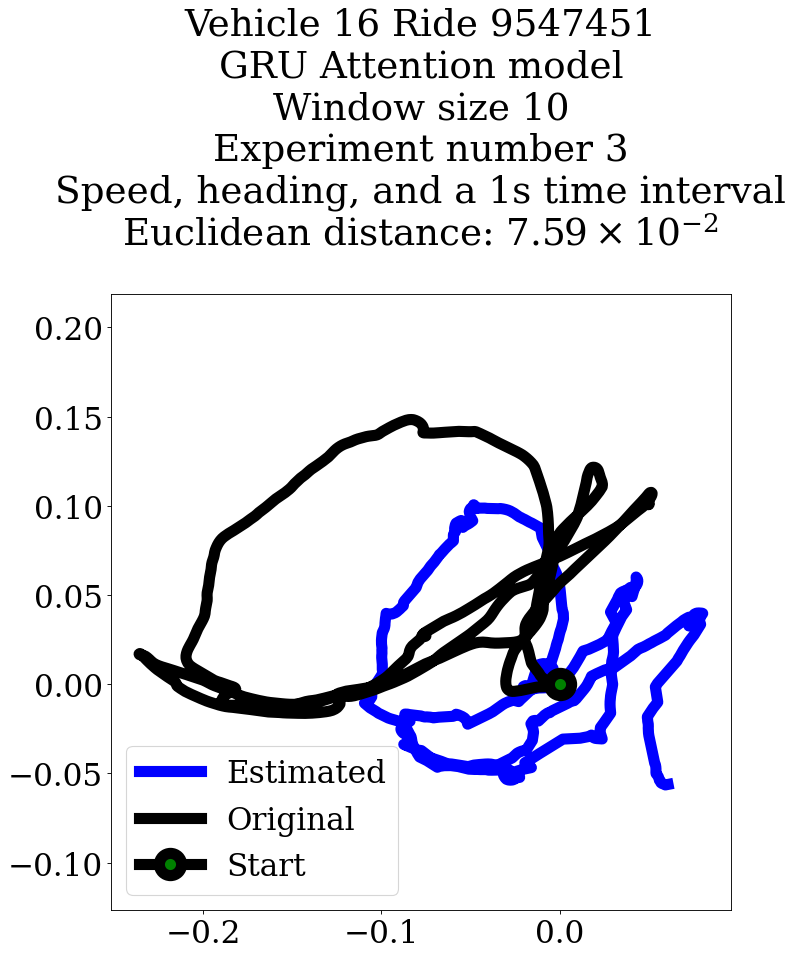 Vehicle 16 Ride 9547451
GRU Attention model
Window size 10
Experiment number 3
Speed, heading, and a 1s time interval
Euclidean distance: 7.59 × 10⁻²
0.20
0.15
0.10
0.05
0.00
−0.05
−0.10
Estimated
Original
Start
−0.2
−0.1
0.0